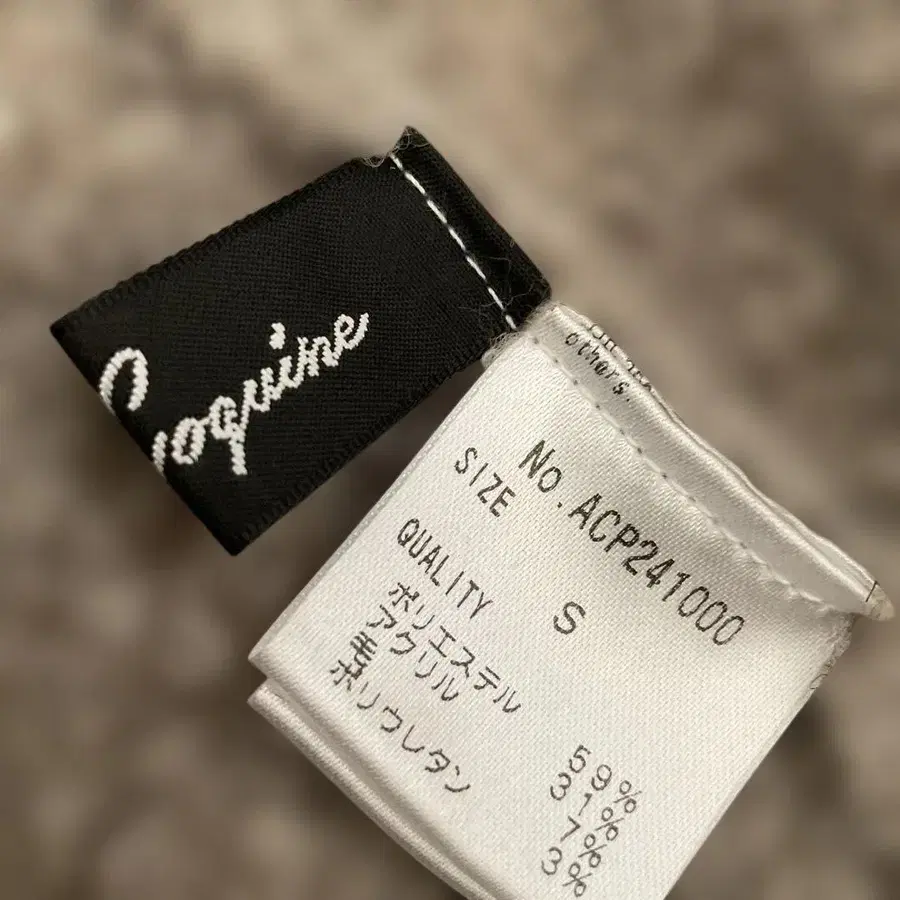 Coquine
others.
No.ACP241000
SIZE
S
QUALITY
ポリエステル 59%
アクリル 31%
毛 7%
ポリウレタン 3%